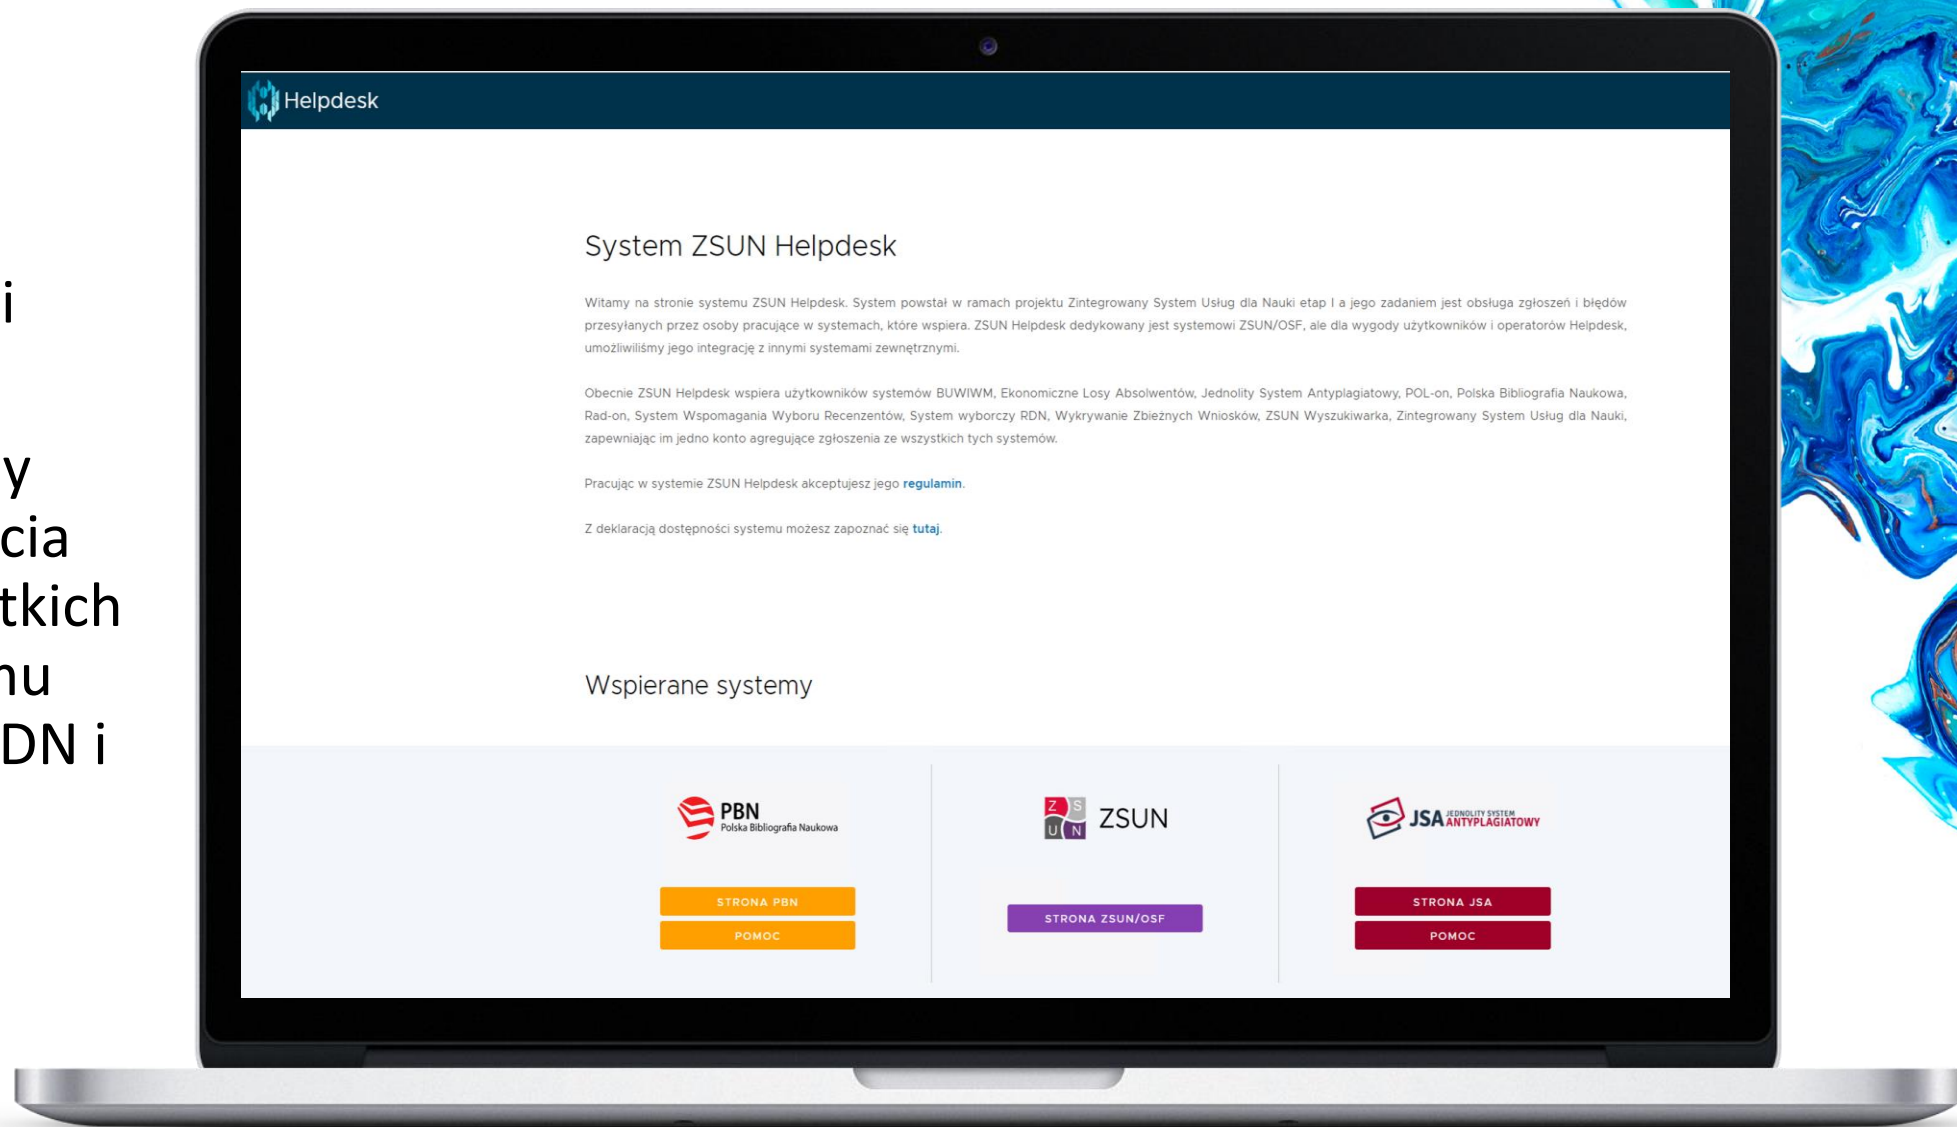 i
y
cia
tkich
nu
DN i
Helpdesk
System ZSUN Helpdesk
Witamy na stronie systemu ZSUN Helpdesk. System powstał w ramach projektu Zintegrowany System Usług dla Nauki etap I a jego zadaniem jest obsługa zgłoszeń i błędów
przesyłanych przez osoby pracujące w systemach, które wspiera. ZSUN Helpdesk dedykowany jest systemowi ZSUN/OSF, ale dla wygody użytkowników i operatorów Helpdesk,
umożliwiliśmy jego integrację z innymi systemami zewnętrznymi.
Obecnie ZSUN Helpdesk wspiera użytkowników systemów BUWIWM, Ekonomiczne Losy Absolwentów, Jednolity System Antyplagiatowy, POL-on, Polska Bibliografia Naukowa,
Rad-on, System Wspomagania Wyboru Recenzentów, System wyborczy RDN, Wykrywanie Zbieżnych Wniosków, ZSUN Wyszukiwarka, Zintegrowany System Usług dla Nauki,
zapewniając im jedno konto agregujące zgłoszenia ze wszystkich tych systemów.
Pracując w systemie ZSUN Helpdesk akceptujesz jego regulamin.
Z deklaracją dostępności systemu możesz zapoznać się tutaj.
Wspierane systemy
PBN
Polska Bibliografia Naukowa
STRONA PBN
POMOC
Z S
U N
ZSUN
STRONA ZSUN/OSF
JSA JEDNOLITY SYSTEM
ANTYPLAGIATOWY
STRONA JSA
POMOC